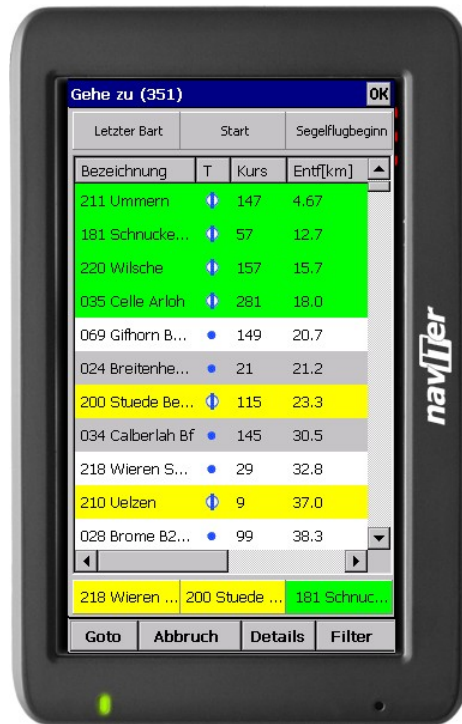 Gehe zu (351) OK
Letzter Bart Start Segelflugbeginn
Bezeichnung T Kurs Entf[km]
211 Ummern 147 4.67
181 Schnucke... 57 12.7
220 Wilsche 157 15.7
035 Celle Arloh 281 18.0
069 Gifhorn B... 149 20.7
024 Breitenhe... 21 21.2
200 Stuede Be... 115 23.3
034 Calberlah Bf 145 30.5
218 Wieren S... 29 32.8
210 Uelzen 9 37.0
028 Brome B2... 99 38.3
218 Wieren ... 200 Stuede ... 181 Schnuc...
Goto Abbruch Details Filter
naviter